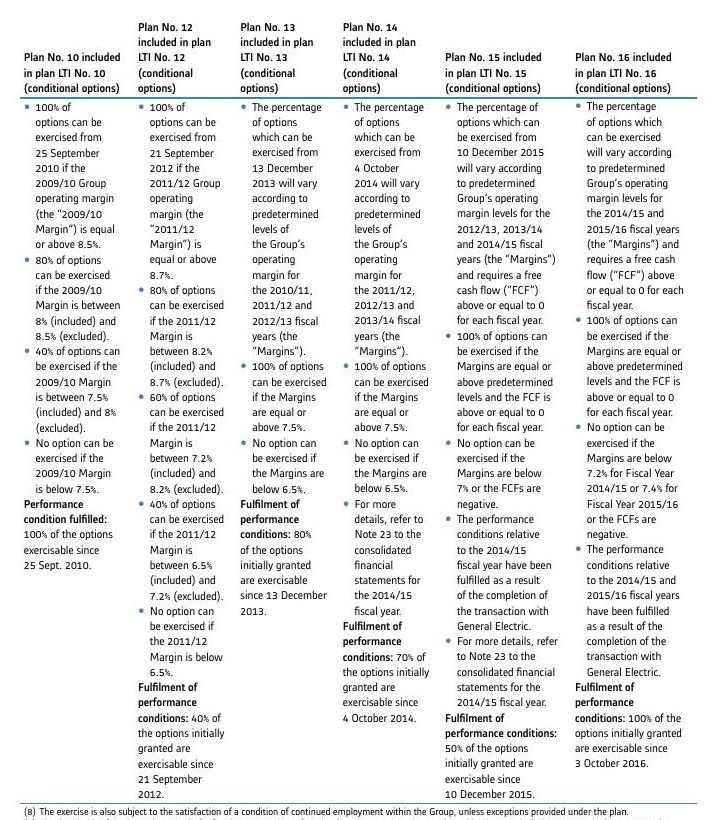 Plan No. 10 included
in plan LTI No. 10
(conditional options)
• 100% of
options can be
exercised from
25 September
2010 if the
2009/10 Group
operating margin
(the “2009/10
Margin”) is equal
or above 8.5%.
• 80% of options
can be exercised
if the 2009/10
Margin is between
8% (included) and
8.5% (excluded).
• 40% of options can
be exercised if the
2009/10 Margin
is between 7.5%
(included) and 8%
(excluded).
• No option can be
exercised if the
2009/10 Margin
is below 7.5%.
Performance
condition fulfilled:
100% of the options
exercisable since
25 Sept. 2010.
Plan No. 12
included in plan
LTI No. 12
(conditional
options)
• 100% of
options can be
exercised from
21 September
2012 if the
2011/12 Group
operating
margin (the
“2011/12
Margin”) is
equal or above
8.7%.
• 80% of options
can be exercised
if the 2011/12
Margin is
between 8.2%
(included) and
8.7% (excluded).
• 60% of options
can be exercised
if the 2011/12
Margin is
between 7.2%
(included) and
8.2% (excluded).
• 40% of options
can be exercised
if the 2011/12
Margin is
between 6.5%
(included) and
7.2% (excluded).
• No option can
be exercised if
the 2011/12
Margin is below
6.5%.
Fulfilment of
performance
conditions: 40% of
the options initially
granted are
exercisable since
21 September
2012.
Plan No. 13
included in plan
LTI No. 13
(conditional
options)
• The percentage
of options
which can be
exercised from
13 December
2013 will vary
according to
predetermined
levels of
the Group’s
operating
margin for
the 2010/11,
2011/12 and
2012/13 fiscal
years (the
“Margins”).
• 100% of options
can be exercised
if the Margins
are equal or
above 7.5%.
• No option can
be exercised if
the Margins are
below 6.5%.
Fulfilment of
performance
conditions: 80%
of the options
initially granted
are exercisable
since 13 December
2013.
Plan No. 14
included in plan
LTI No. 14
(conditional
options)
• The percentage
of options
which can be
exercised from
4 October
2014 will vary
according to
predetermined
levels of
the Group’s
operating
margin for
the 2011/12,
2012/13 and
2013/14 fiscal
years (the
“Margins”).
• 100% of options
can be exercised
if the Margins
are equal or
above 7.5%.
• No option can
be exercised if
the Margins are
below 6.5%.
• For more
details, refer to
Note 23 to the
consolidated
financial
statements for
the 2014/15
fiscal year.
Fulfilment of
performance
conditions: 70% of
the options initially
granted are
exercisable since
4 October 2014.
Plan No. 15 included
in plan LTI No. 15
(conditional options)
• The percentage of
options which can
be exercised from
10 December 2015
will vary according
to predetermined
Group’s operating
margin levels for the
2012/13, 2013/14
and 2014/15 fiscal
years (the “Margins”)
and requires a free
cash flow (“FCF”)
above or equal to 0
for each fiscal year.
• 100% of options can
be exercised if the
Margins are equal or
above predetermined
levels and the FCF is
above or equal to 0
for each fiscal year.
• No option can be
exercised if the
Margins are below
7% or the FCFs are
negative.
• The performance
conditions relative
to the 2014/15
fiscal year have been
fulfilled as a result
of the completion of
the transaction with
General Electric.
• For more details, refer
to Note 23 to the
consolidated financial
statements for the
2014/15 fiscal year.
Fulfilment of
performance conditions:
50% of the options
initially granted are
exercisable since
10 December 2015.
Plan No. 16 included
in plan LTI No. 16
(conditional options)
• The percentage
of options which
can be exercised
will vary according
to predetermined
Group’s operating
margin levels for
the 2014/15 and
2015/16 fiscal years
(the “Margins”) and
requires a free cash
flow (“FCF”) above
or equal to 0 for each
fiscal year.
• 100% of options can
be exercised if the
Margins are equal or
above predetermined
levels and the FCF is
above or equal to 0
for each fiscal year.
• No option can be
exercised if the
Margins are below
7.2% for Fiscal Year
2014/15 or 7.4% for
Fiscal Year 2015/16
or the FCFs are
negative.
• The performance
conditions relative
to the 2014/15 and
2015/16 fiscal years
have been fulfilled
as a result of the
completion of the
transaction with
General Electric.
Fulfilment of
performance
conditions: 100% of the
options initially granted
are exercisable since
3 October 2016.
(8) The exercise is also subject to the satisfaction of a condition of continued employment within the Group, unless exceptions provided under the plan.